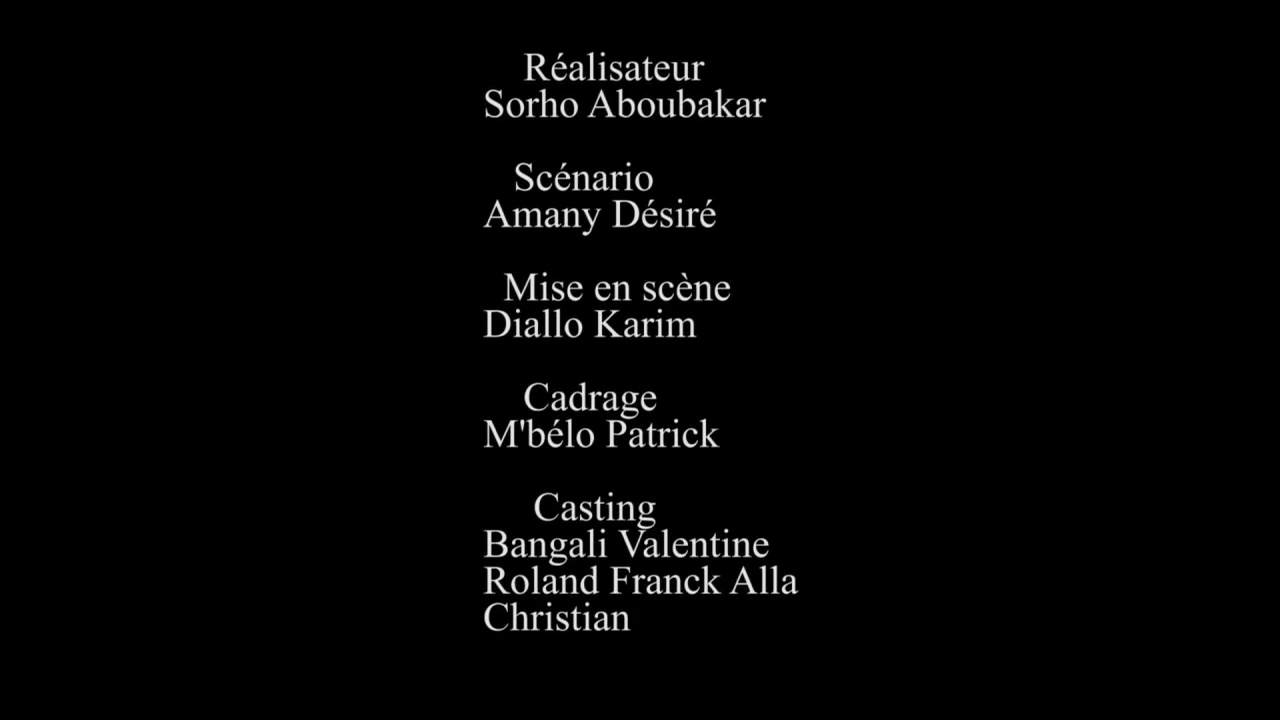 Réalisateur
Sorho Aboubakar
Scénario
Amany Désiré
Mise en scène
Diallo Karim
Cadrage
M'bélo Patrick
Casting
Bangali Valentine
Roland Franck Alla
Christian